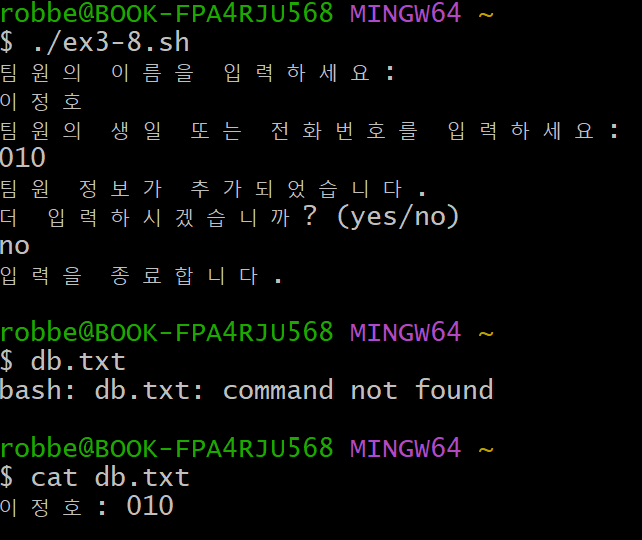 robbe@BOOK-FPA4RJU568 MINGW64 ~
$ ./ex3-8.sh
팀원의 이름을 입력하세요:
이정호
팀원의 생일 또는 전화번호를 입력하세요:
010
팀원 정보가 추가되었습니다.
더 입력하시겠습니까? (yes/no)
no
입력을 종료합니다.
robbe@BOOK-FPA4RJU568 MINGW64 ~
$ db.txt
bash: db.txt: command not found
robbe@BOOK-FPA4RJU568 MINGW64 ~
$ cat db.txt
이정호: 010